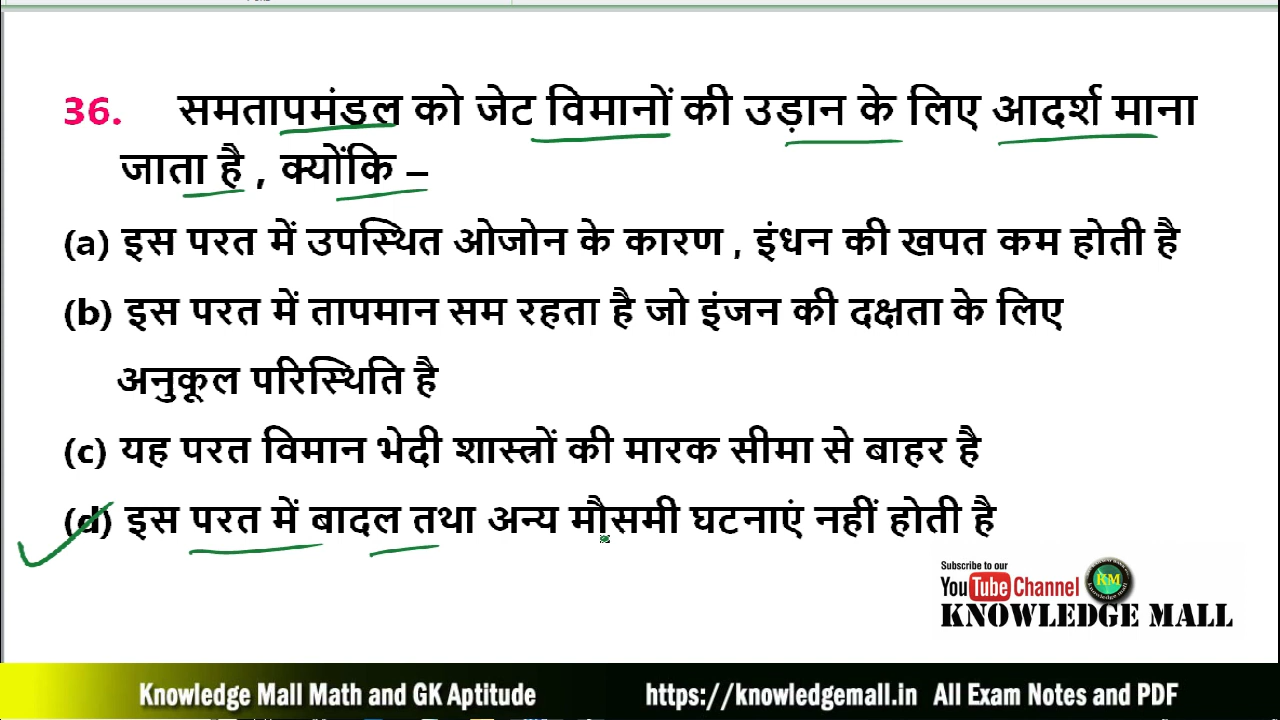 36. समतापमंडल को जेट विमानों की उड़ान के लिए आदर्श माना
जाता है , क्योंकि –
(a) इस परत में उपस्थित ओजोन के कारण , इंधन की खपत कम होती है
(b) इस परत में तापमान सम रहता है जो इंजन की दक्षता के लिए
अनुकूल परिस्थिति है
(c) यह परत विमान भेदी शास्त्रों की मारक सीमा से बाहर है
(d) इस परत में बादल तथा अन्य मौसमी घटनाएं नहीं होती है
Subscribe to our
YouTube Channel
KM
KNOWLEDGE MALL
Knowledge Mall Math and GK Aptitude https://knowledgemall.in All Exam Notes and PDF